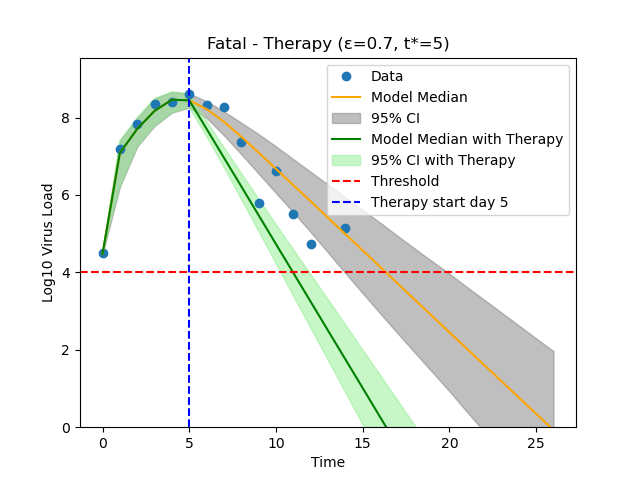 Fatal - Therapy (ε=0.7, t*=5)
Data
Model Median
95% CI
Model Median with Therapy
95% CI with Therapy
Threshold
Therapy start day 5
Log10 Virus Load
8
6
4
2
0
0
5
10
15
20
25
Time